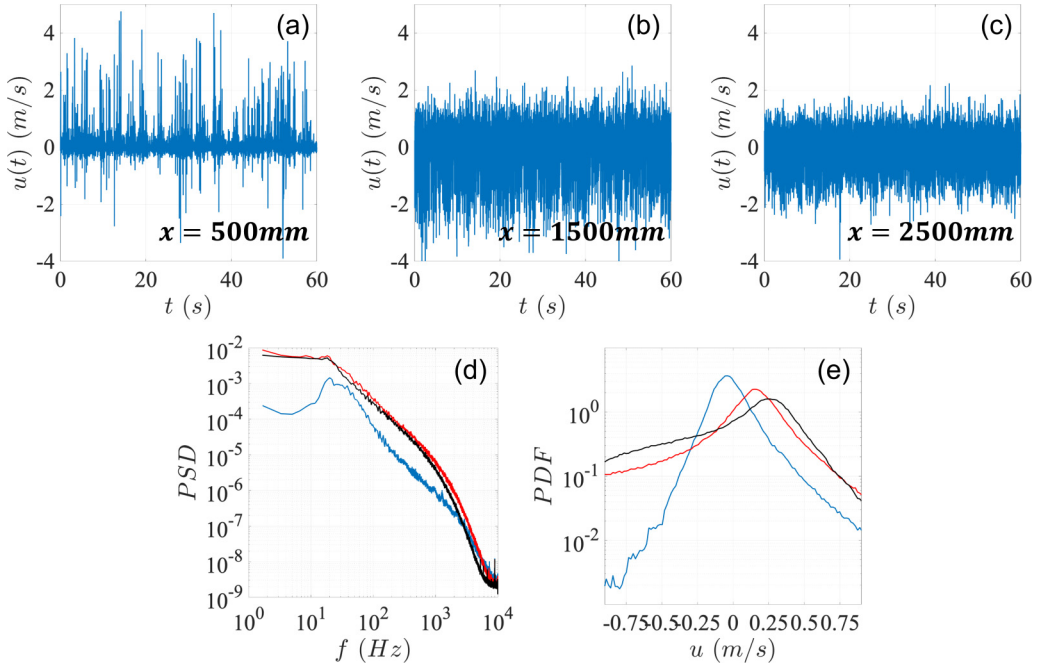 (a) (b) (c)
4 4 4
2 2 2
0 0 0
-2 -2 -2
-4 -4 -4
u(t) (m/s) u(t) (m/s) u(t) (m/s)
x = 500mm x = 1500mm x = 2500mm
0 20 40 60 0 20 40 60 0 20 40 60
t (s) t (s) t (s)
(d)
10^-2
10^-3
10^-4
10^-5
10^-6
10^-7
10^-8
10^-9
PSD
10^0 10^1 10^2 10^3 10^4
f (Hz)
(e)
10^0
10^-1
10^-2
PDF
-0.75 -0.50 -0.25 0 0.25 0.50 0.75
u (m/s)